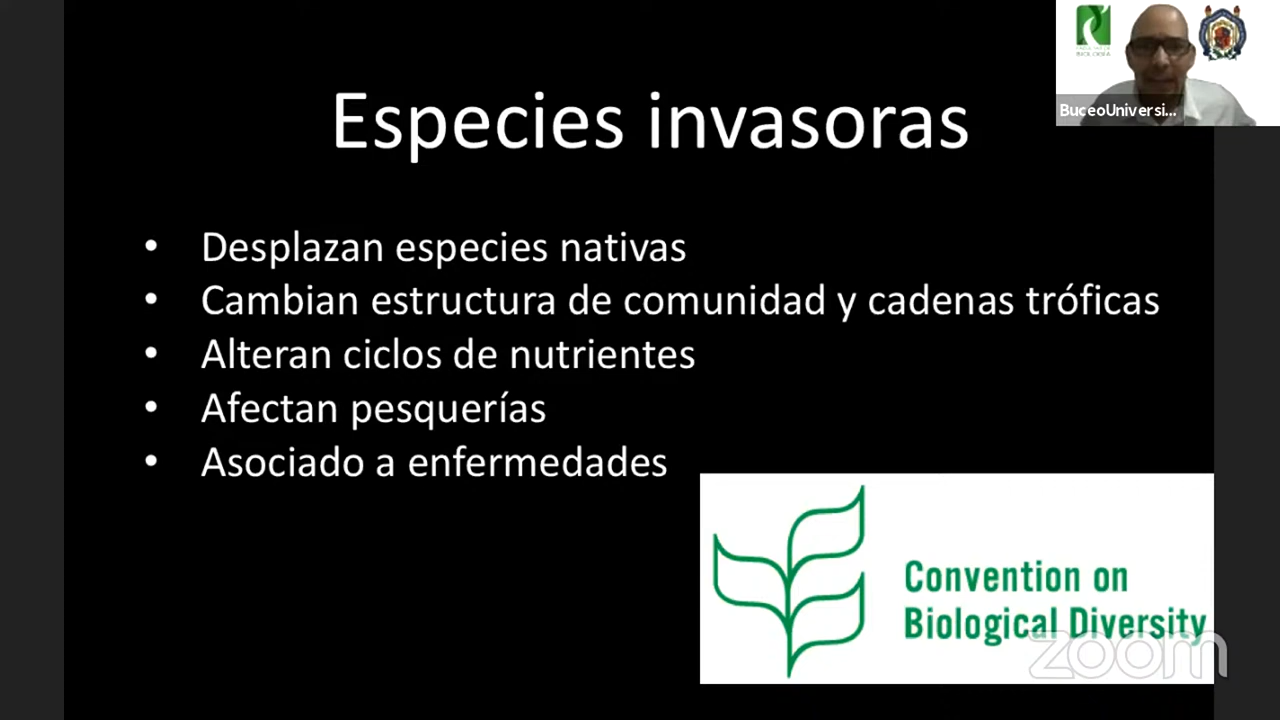 BIOLOGÍA
BuceoUniversi...
Especies invasoras
• Desplazan especies nativas
• Cambian estructura de comunidad y cadenas tróficas
• Alteran ciclos de nutrientes
• Afectan pesquerías
• Asociado a enfermedades
Convention on
Biological Diversity
zoom